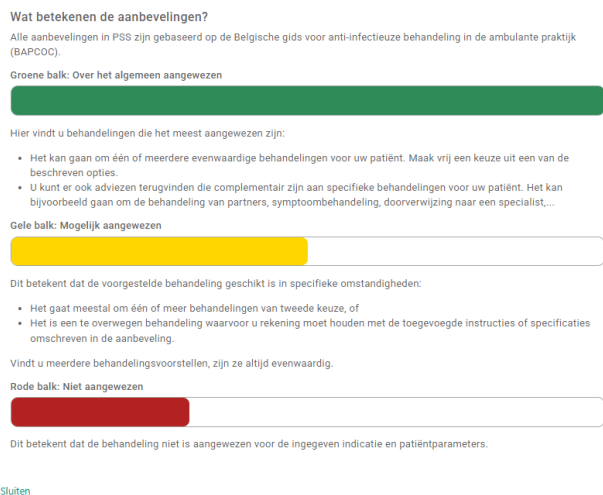 Wat betekenen de aanbevelingen?
Alle aanbevelingen in PSS zijn gebaseerd op de Belgische gids voor anti-infectieuze behandeling in de ambulante praktijk
(BAPCOC).
Groene balk: Over het algemeen aangewezen
Hier vindt u behandelingen die het meest aangewezen zijn:
• Het kan gaan om één of meerdere evenwaardige behandelingen voor uw patiënt. Maak vrij een keuze uit een van de
beschreven opties.
• U kunt er ook adviezen terugvinden die complementair zijn aan specifieke behandelingen voor uw patiënt. Het kan
bijvoorbeeld gaan om de behandeling van partners, symptoombehandeling, doorverwijzing naar een specialist,...
Gele balk: Mogelijk aangewezen
Dit betekent dat de voorgestelde behandeling geschikt is in specifieke omstandigheden:
• Het gaat meestal om één of meer behandelingen van tweede keuze, of
• Het is een te overwegen behandeling waarvoor u rekening moet houden met de toegevoegde instructies of specificaties
omschreven in de aanbeveling.
Vindt u meerdere behandelingsvoorstellen, zijn ze altijd evenwaardig.
Rode balk: Niet aangewezen
Dit betekent dat de behandeling niet is aangewezen voor de ingegeven indicatie en patiëntparameters.
Sluiten